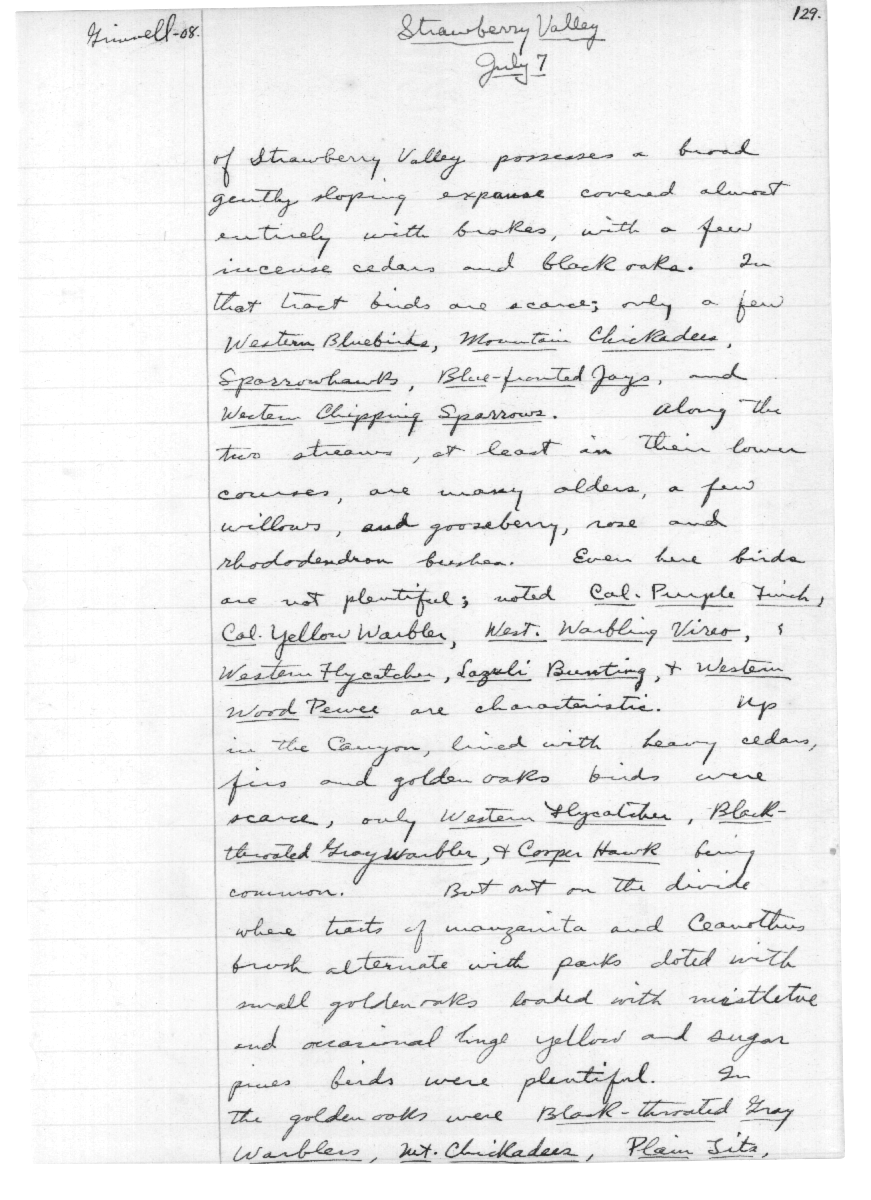 Grinnell-08.
Strawberry Valley
129.
July 7
of Strawberry Valley possesses a broad
gently sloping expanse covered almost
entirely with brakes, with a few
incense cedars and black oaks. In
that tract birds are scarce; only a few
Western Bluebirds, Mountain Chickadees,
Sparrowhawks, Blue-fronted Jays, and
Western Chipping Sparrows. Along the
two streams, at least in their lower
courses, are many alders, a few
willows, and gooseberry, rose and
rhododendron bushes. Even here birds
are not plentiful; noted Cal. Purple Finch,
Cal. Yellow Warbler, West. Warbling Vireo,
Western Flycatcher, Lazuli Bunting, & Western
Wood Pewee are characteristic. Up
in the Canyon, lined with heavy cedars,
firs and golden oaks birds were
scarce, only Western Flycatcher, Black-
throated Gray Warbler, & Cooper Hawk being
common. But out on the divide
where tracts of manzanita and Ceanothus
brush alternate with parks doted with
small golden oaks loaded with mistletoe
and occasional huge yellow and sugar
pines birds were plentiful. In
the golden oaks were Black-throated Gray
Warblers, Mt. Chickadees, Plain Tits,